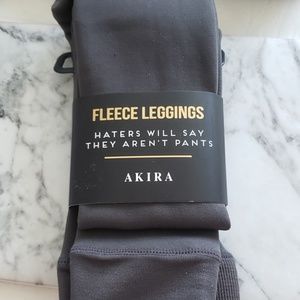 FLEECE LEGGINGS
HATERS WILL SAY
THEY AREN'T PANTS
AKIRA